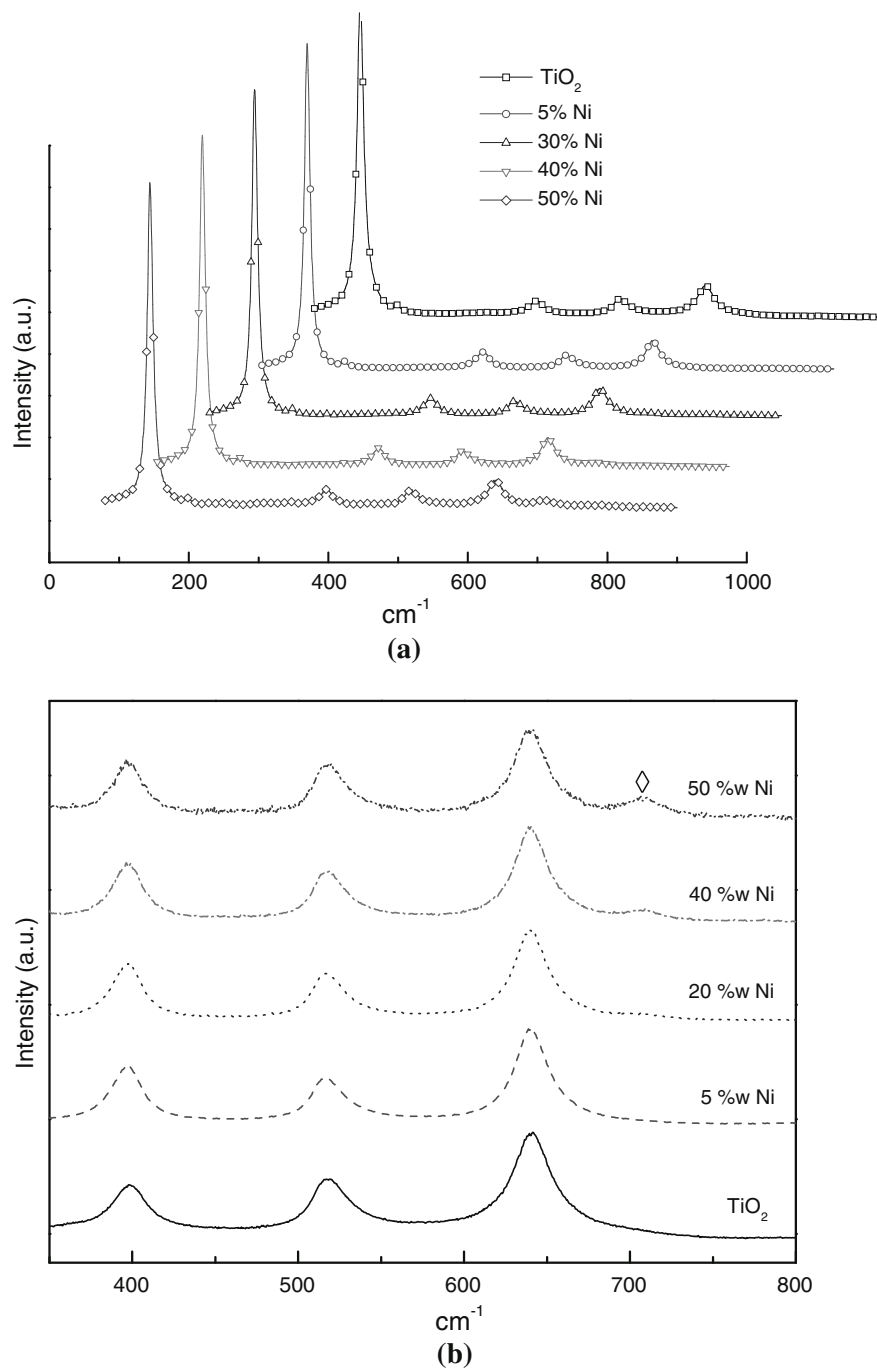 TiO2
5% Ni
30% Ni
40% Ni
50% Ni
Intensity (a.u.)
0 200 400 600 800 1000
cm-1
(a)
50 %w Ni
40 %w Ni
20 %w Ni
5 %w Ni
TiO2
Intensity (a.u.)
400 500 600 700 800
cm-1
(b)